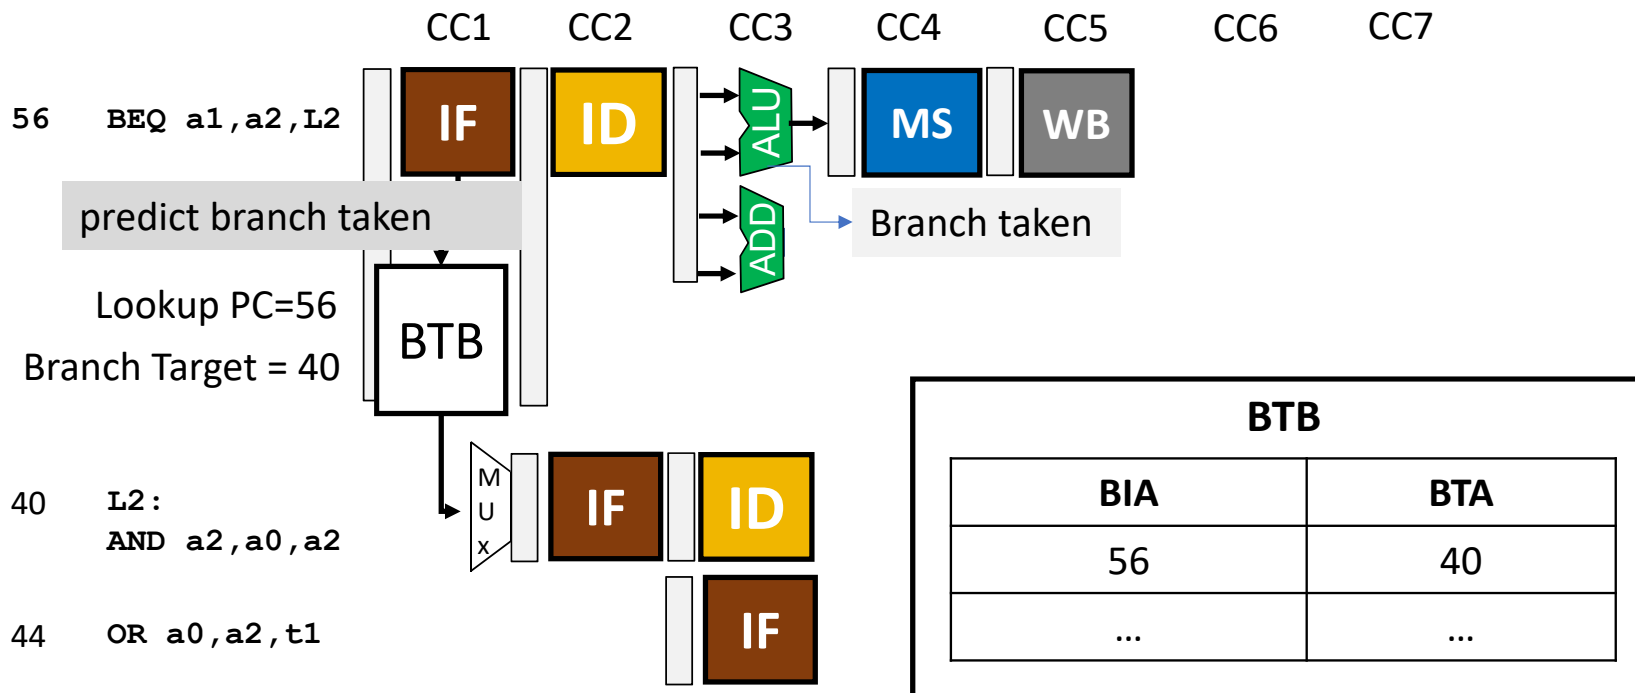 CC1 CC2 CC3 CC4 CC5 CC6 CC7
56 BEQ a1,a2,L2 IF ID ALU MS WB
predict branch taken
ADD
Branch taken
Lookup PC=56
BTB
Branch Target = 40
40 L2:
AND a2,a0,a2
M
U
x
IF ID
44 OR a0,a2,t1 IF
BTB
BIA BTA
56 40
... ...